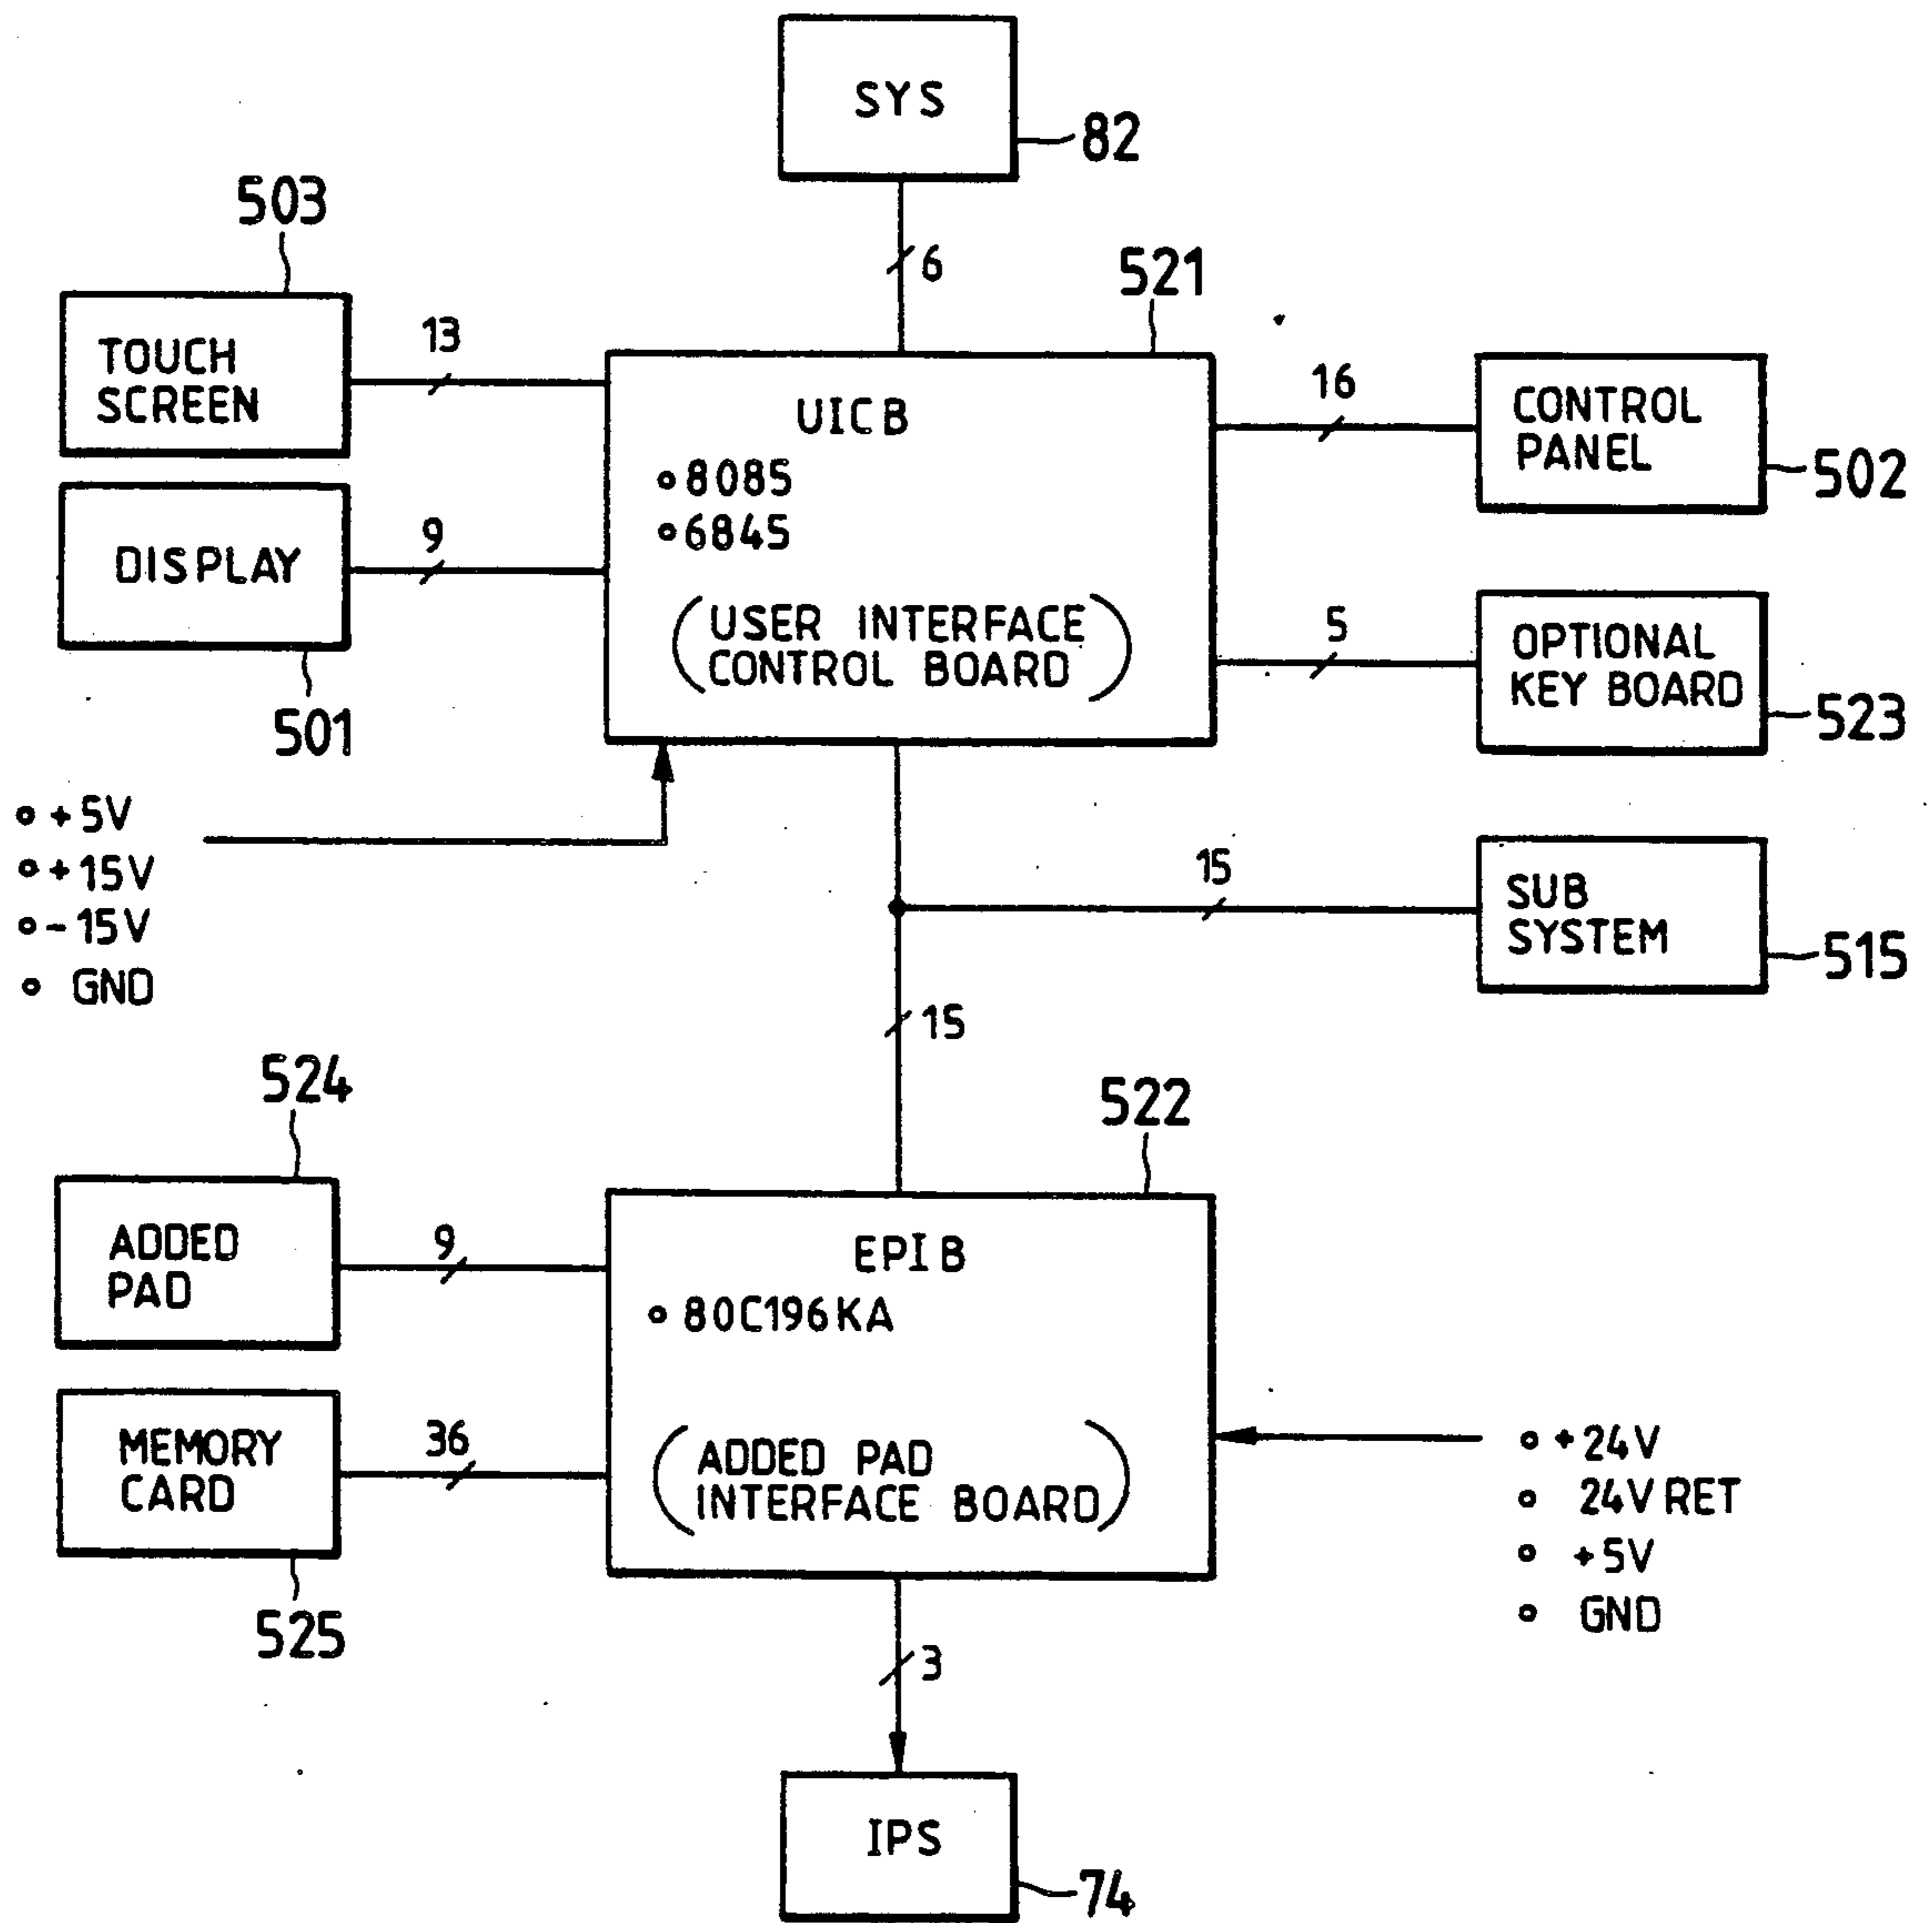 SYS
82
503
6
521
TOUCH
SCREEN
13
UICB
16
CONTROL
PANEL
502
8085
6845
DISPLAY
9
501
(USER INTERFACE
CONTROL BOARD)
5
OPTIONAL
KEY BOARD
523
+5V
+15V
-15V
GND
15
SUB
SYSTEM
515
15
524
522
ADDED
PAD
9
EPIB
80C196KA
MEMORY
CARD
36
525
(ADDED PAD
INTERFACE BOARD)
+24V
24V RET
+5V
GND
3
IPS
74